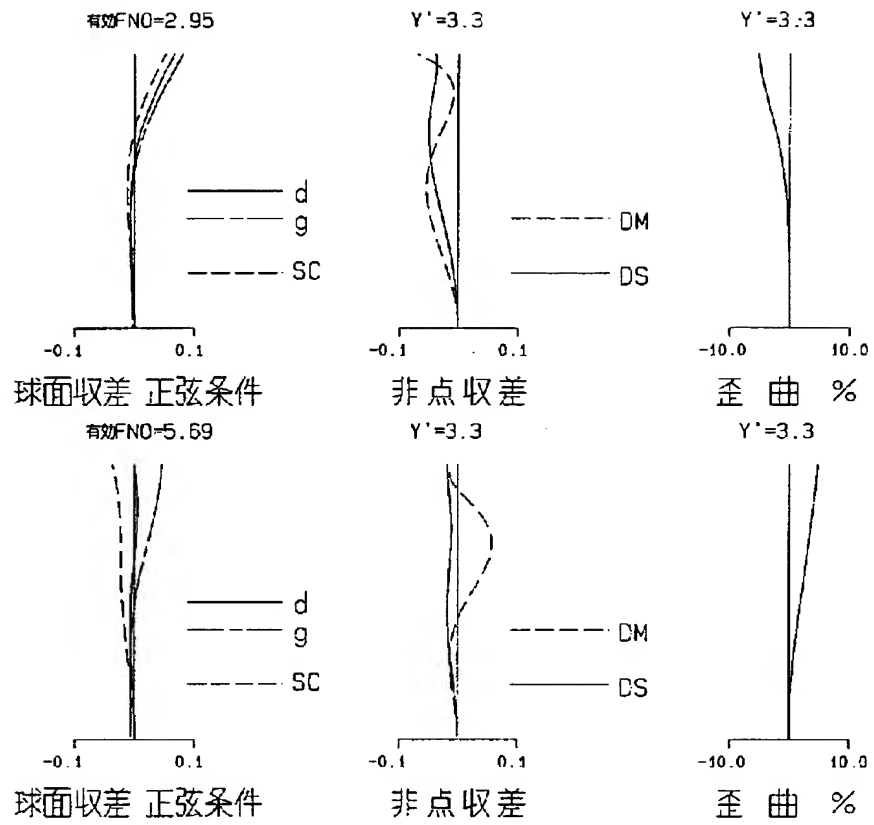 有効FNO=2.95
Y'=3.3
Y'=3.3
d
g
SC
DM
DS
-0.1 0.1
-0.1 0.1
-10.0 10.0
球面収差 正弦条件
非点収差
歪曲 %
有効FNO=5.69
Y'=3.3
Y'=3.3
d
g
SC
DM
DS
-0.1 0.1
-0.1 0.1
-10.0 10.0
球面収差 正弦条件
非点収差
歪曲 %